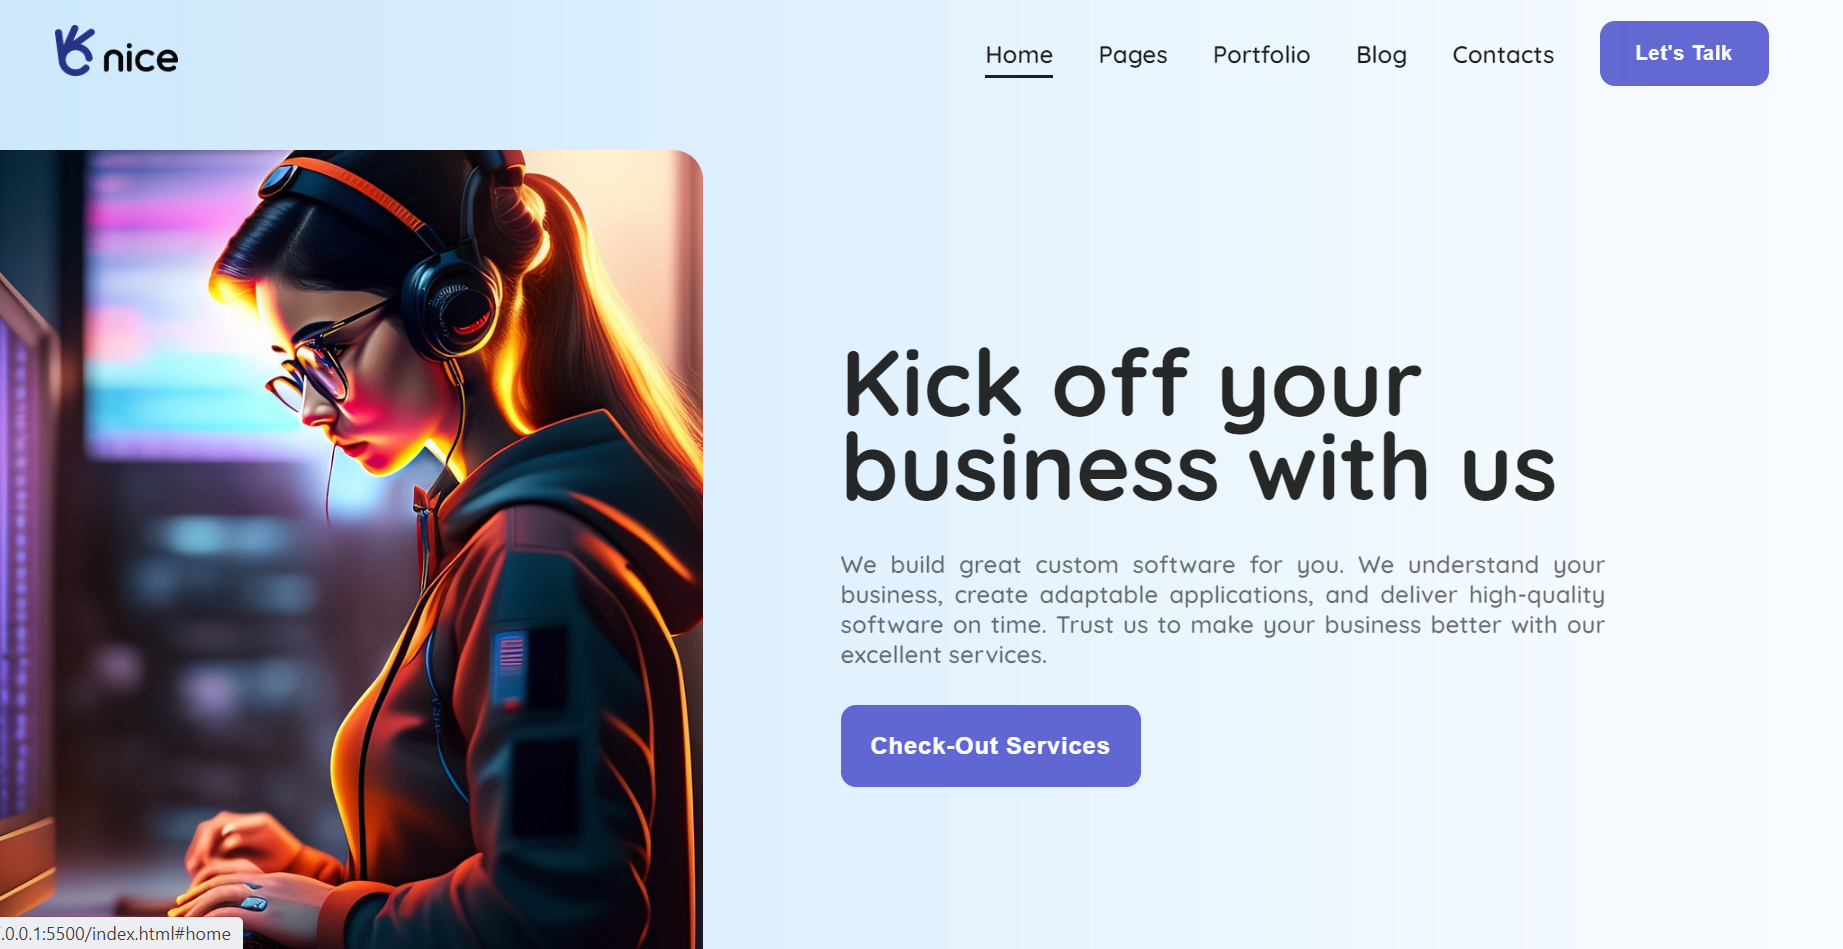 nice
Home Pages Portfolio Blog Contacts Let's Talk
Kick off your
business with us
We build great custom software for you. We understand your
business, create adaptable applications, and deliver high-quality
software on time. Trust us to make your business better with our
excellent services.
Check-Out Services
.0.0.1:5500/index.html#home